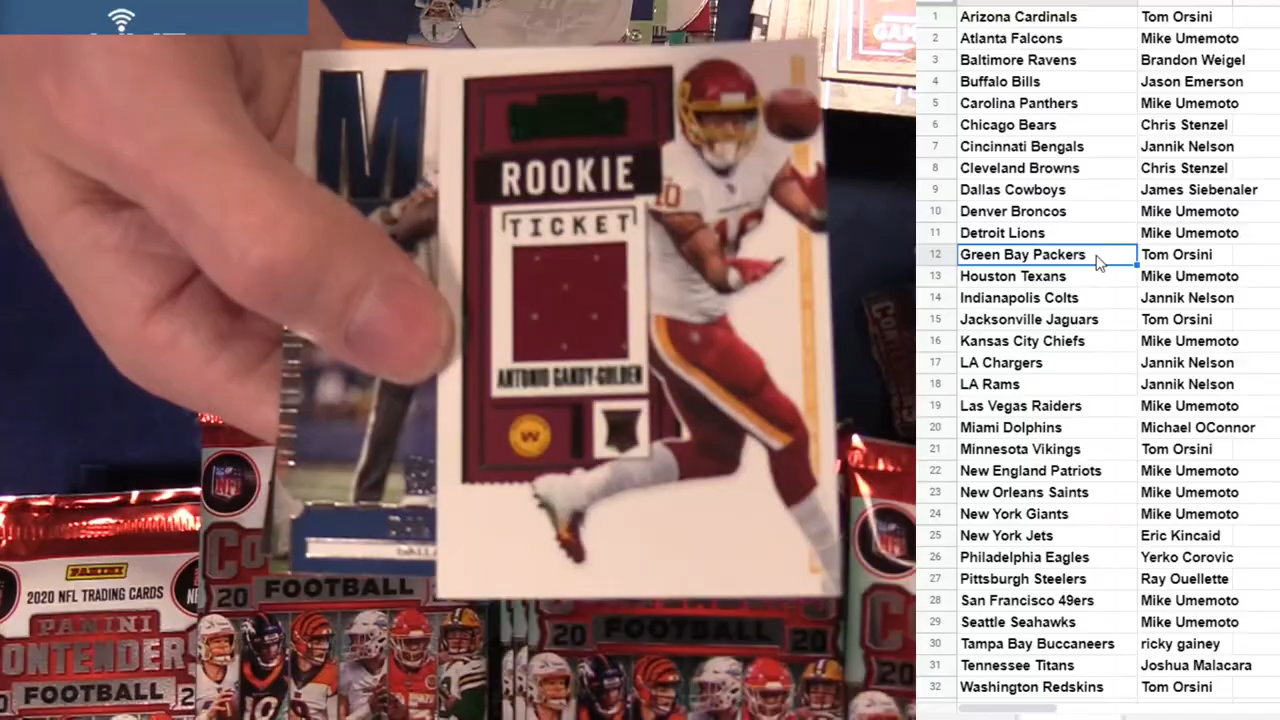 M
ROOKIE
TICKET
ANTONIO GANDY-GOLDEN
W
10
10
NFL
PANINI
2020 NFL TRADING CARDS
PANINI
CONTENDERS
FOOTBALL
20
FOOTBALL
20
FOOTBALL
20
1 Arizona Cardinals Tom Orsini
2 Atlanta Falcons Mike Umemoto
3 Baltimore Ravens Brandon Weigel
4 Buffalo Bills Jason Emerson
5 Carolina Panthers Mike Umemoto
6 Chicago Bears Chris Stenzel
7 Cincinnati Bengals Jannik Nelson
8 Cleveland Browns Chris Stenzel
9 Dallas Cowboys James Siebenaler
10 Denver Broncos Mike Umemoto
11 Detroit Lions Mike Umemoto
12 Green Bay Packers Tom Orsini
13 Houston Texans Mike Umemoto
14 Indianapolis Colts Jannik Nelson
15 Jacksonville Jaguars Tom Orsini
16 Kansas City Chiefs Mike Umemoto
17 LA Chargers Jannik Nelson
18 LA Rams Jannik Nelson
19 Las Vegas Raiders Mike Umemoto
20 Miami Dolphins Michael OConnor
21 Minnesota Vikings Tom Orsini
22 New England Patriots Mike Umemoto
23 New Orleans Saints Mike Umemoto
24 New York Giants Mike Umemoto
25 New York Jets Eric Kincaid
26 Philadelphia Eagles Yerko Corovic
27 Pittsburgh Steelers Ray Ouellette
28 San Francisco 49ers Mike Umemoto
29 Seattle Seahawks Mike Umemoto
30 Tampa Bay Buccaneers ricky gainey
31 Tennessee Titans Joshua Malacara
32 Washington Redskins Tom Orsini